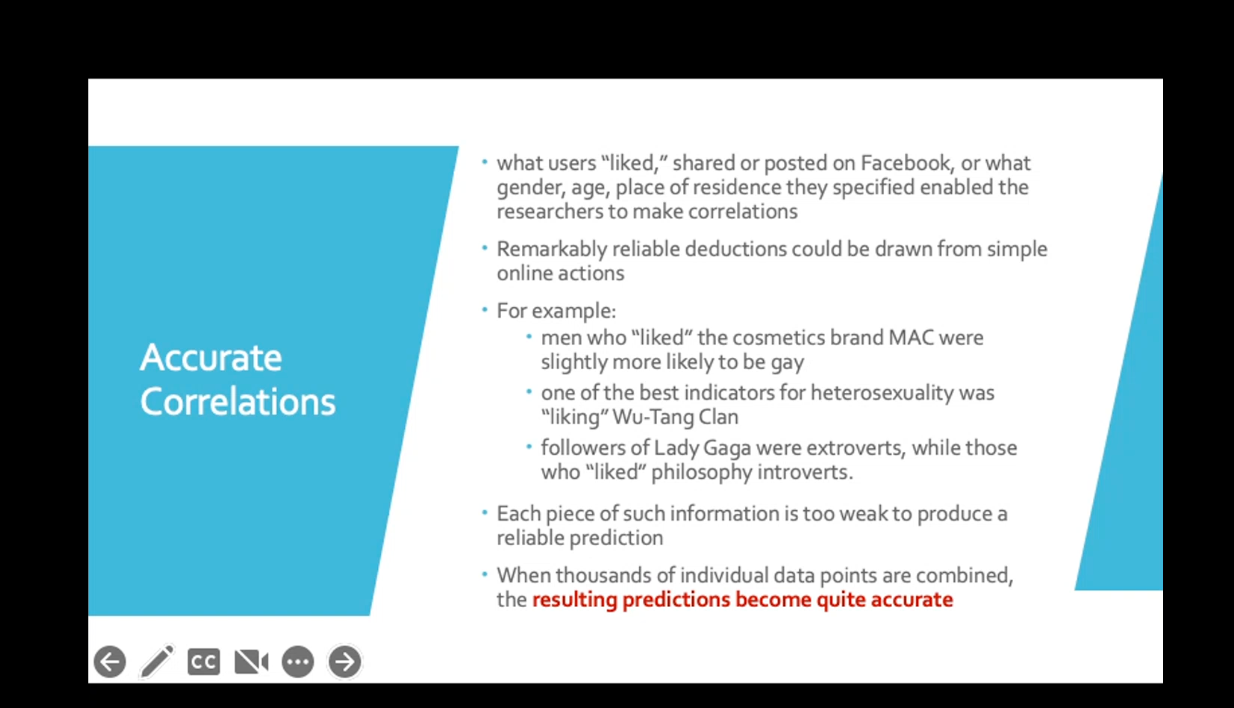 Accurate
Correlations
• what users “liked,” shared or posted on Facebook, or what
gender, age, place of residence they specified enabled the
researchers to make correlations
• Remarkably reliable deductions could be drawn from simple
online actions
• For example:
• men who “liked” the cosmetics brand MAC were
slightly more likely to be gay
• one of the best indicators for heterosexuality was
“liking” Wu-Tang Clan
• followers of Lady Gaga were extroverts, while those
who “liked” philosophy introverts.
• Each piece of such information is too weak to produce a
reliable prediction
• When thousands of individual data points are combined,
the resulting predictions become quite accurate
CC